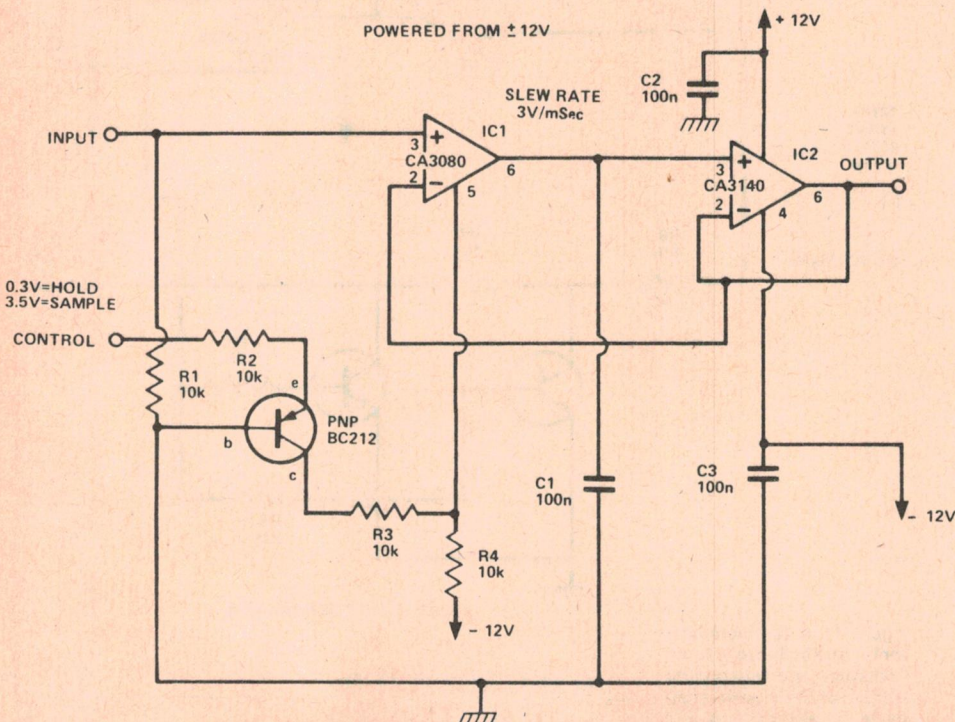 POWERED FROM ± 12V
+ 12V
C2
100n
SLEW RATE
3V/mSec
INPUT
IC1
3
+
CA3080
6
2
−
5
IC2
OUTPUT
3
+
CA3140
6
2
−
4
0.3V=HOLD
3.5V=SAMPLE
CONTROL
R2
10k
R1
10k
e
PNP
BC212
b
c
C1
100n
C3
100n
R3
10k
R4
10k
- 12V
- 12V